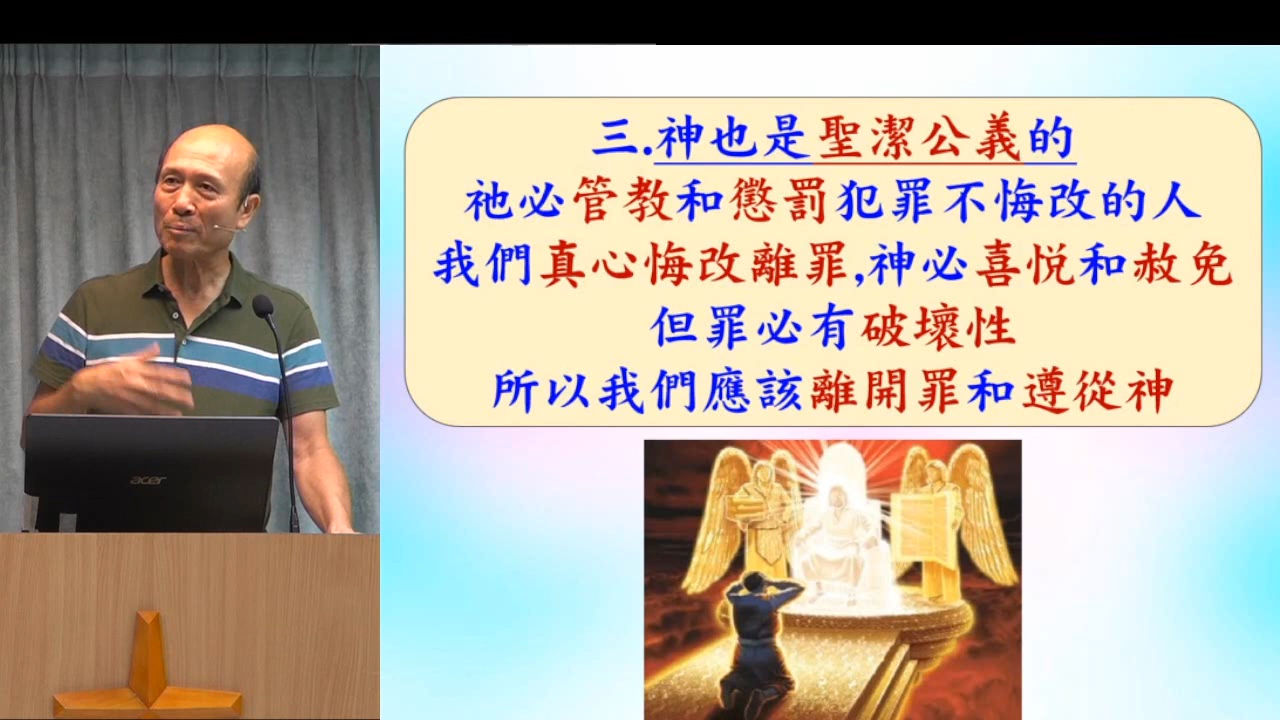 三.神也是聖潔公義的
祂必管教和懲罰犯罪不悔改的人
我們真心悔改離罪,神必喜悅和赦免
但罪必有破壞性
所以我們應該離開罪和遵從神
acer